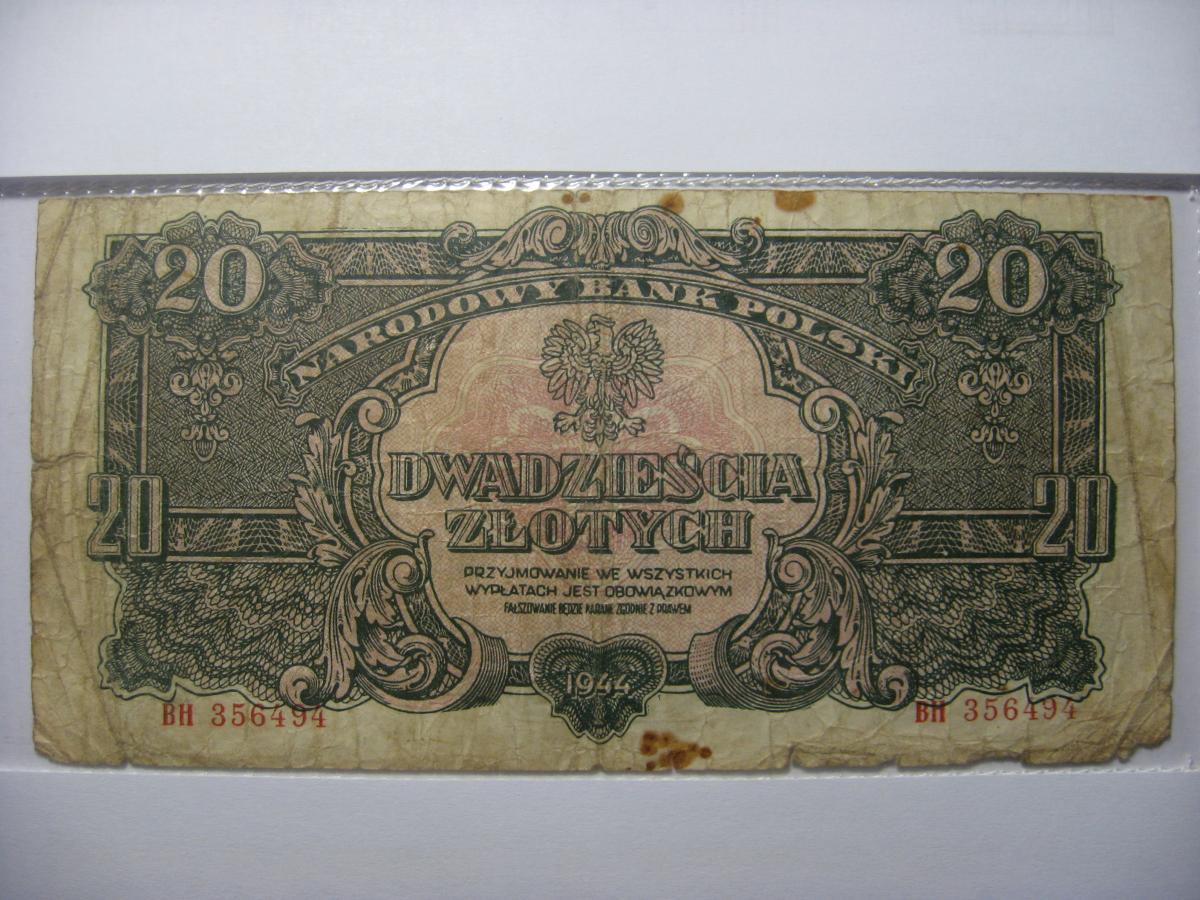 20 20
NARODOWY BANK POLSKI
DWADZIEŚCIA
ZŁOTYCH
20 20
PRZYJMOWANIE WE WSZYSTKICH
WYPŁATACH JEST OBOWIĄZKOWYM
FAŁSZOWANIE BĘDZIE KARANE ZGODNIE Z PRAWEM
1944
BH 356494 BH 356494